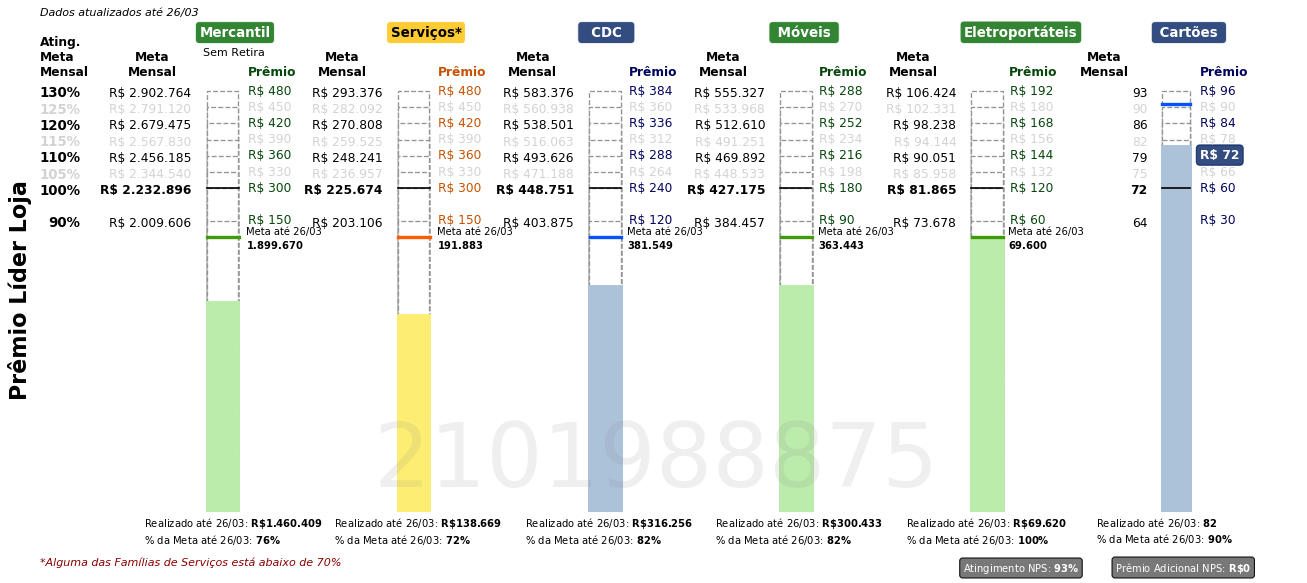 Dados atualizados até 26/03
Mercantil Serviços* CDC Móveis Eletroportáteis Cartões
Sem Retira
Ating. Meta Mensal Meta Mensal Prêmio Meta Mensal Prêmio Meta Mensal Prêmio Meta Mensal Prêmio Meta Mensal Prêmio Meta Mensal Prêmio
130% R$ 2.902.764 R$ 480 R$ 293.376 R$ 480 R$ 583.376 R$ 384 R$ 555.327 R$ 288 R$ 106.424 R$ 192 93 R$ 96
125% R$ 2.791.120 R$ 450 R$ 282.092 R$ 450 R$ 560.938 R$ 360 R$ 533.968 R$ 270 R$ 102.331 R$ 180 90 R$ 90
120% R$ 2.679.475 R$ 420 R$ 270.808 R$ 420 R$ 538.501 R$ 336 R$ 512.610 R$ 252 R$ 98.238 R$ 168 86 R$ 84
115% R$ 2.567.830 R$ 390 R$ 259.525 R$ 390 R$ 516.063 R$ 312 R$ 491.251 R$ 234 R$ 94.144 R$ 156 82 R$ 78
110% R$ 2.456.185 R$ 360 R$ 248.241 R$ 360 R$ 493.626 R$ 288 R$ 469.892 R$ 216 R$ 90.051 R$ 144 79 R$ 72
105% R$ 2.344.540 R$ 330 R$ 236.957 R$ 330 R$ 471.188 R$ 264 R$ 448.533 R$ 198 R$ 85.958 R$ 132 75 R$ 66
100% R$ 2.232.896 R$ 300 R$ 225.674 R$ 300 R$ 448.751 R$ 240 R$ 427.175 R$ 180 R$ 81.865 R$ 120 72 R$ 60
90% R$ 2.009.606 R$ 150 R$ 203.106 R$ 150 R$ 403.875 R$ 120 R$ 384.457 R$ 90 R$ 73.678 R$ 60 64 R$ 30
Meta até 26/03 Meta até 26/03 Meta até 26/03 Meta até 26/03 Meta até 26/03
1.899.670 191.883 381.549 363.443 69.600
Prêmio Líder Loja
2101988875
Realizado até 26/03: R$1.460.409 Realizado até 26/03: R$138.669 Realizado até 26/03: R$316.256 Realizado até 26/03: R$300.433 Realizado até 26/03: R$69.620 Realizado até 26/03: 82
% da Meta até 26/03: 76% % da Meta até 26/03: 72% % da Meta até 26/03: 82% % da Meta até 26/03: 82% % da Meta até 26/03: 100% % da Meta até 26/03: 90%
*Alguma das Famílias de Serviços está abaixo de 70%
Atingimento NPS: 93% Prêmio Adicional NPS: R$0